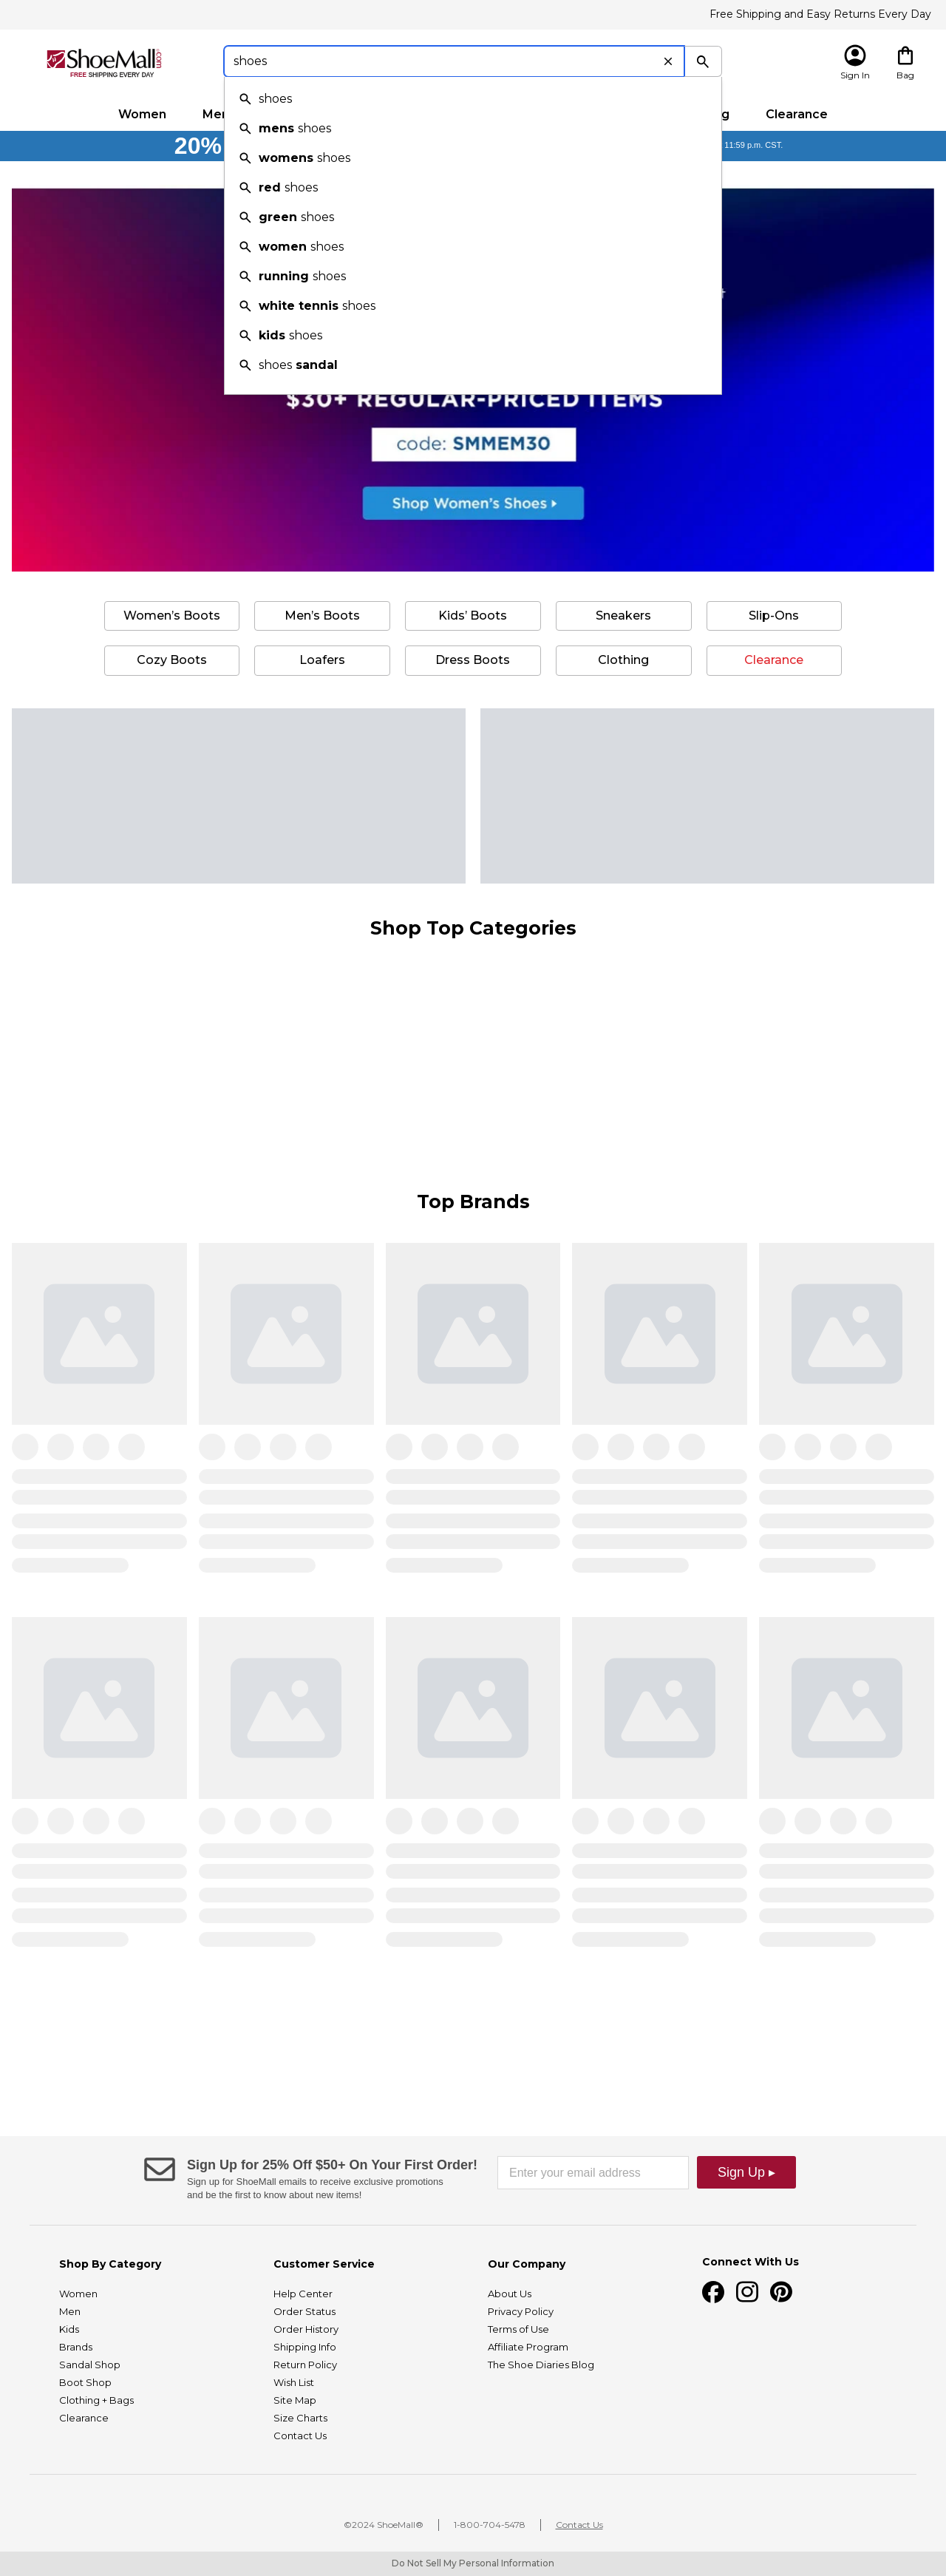 Free Shipping and Easy Returns Every Day
ShoeMall.com
FREE SHIPPING EVERY DAY
shoes
Sign In
Bag
shoes
mens shoes
womens shoes
red shoes
green shoes
women shoes
running shoes
white tennis shoes
kids shoes
shoes sandal
Women
Clearance
20%
11:59 p.m. CST.
$30+ REGULAR-PRICED ITEMS
code: SMMEM30
Shop Women's Shoes
Women's Boots
Men's Boots
Kids' Boots
Sneakers
Slip-Ons
Cozy Boots
Loafers
Dress Boots
Clothing
Clearance
Shop Top Categories
Top Brands
Sign Up for 25% Off $50+ On Your First Order!
Sign up for ShoeMall emails to receive exclusive promotions
and be the first to know about new items!
Enter your email address
Sign Up ▸
Shop By Category
Women
Men
Kids
Brands
Sandal Shop
Boot Shop
Clothing + Bags
Clearance
Customer Service
Help Center
Order Status
Order History
Shipping Info
Return Policy
Wish List
Site Map
Size Charts
Contact Us
Our Company
About Us
Privacy Policy
Terms of Use
Affiliate Program
The Shoe Diaries Blog
Connect With Us
©2024 ShoeMall®
1-800-704-5478
Contact Us
Do Not Sell My Personal Information